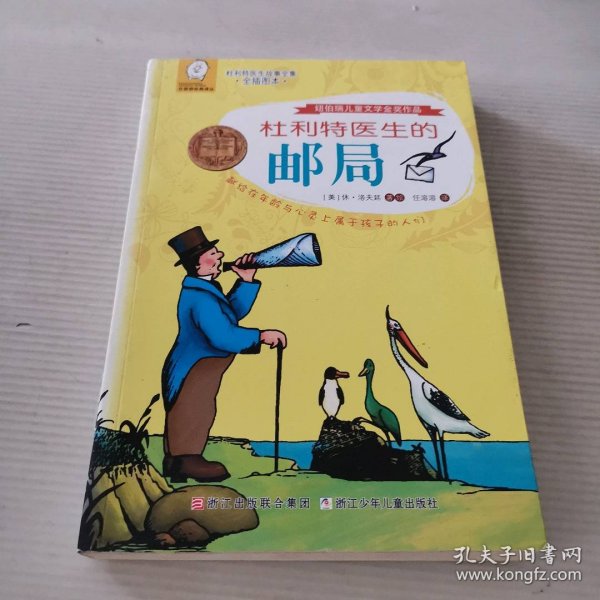 杜利特医生故事全集
全插图本
纽伯瑞儿童文学金奖作品
杜利特医生的
邮局
[美]休·洛夫廷 著绘 任溶溶 译
献给在年龄与心灵上属于孩子的人们
浙江出版联合集团 浙江少年儿童出版社
孔夫子旧书网
www.kongfz.com